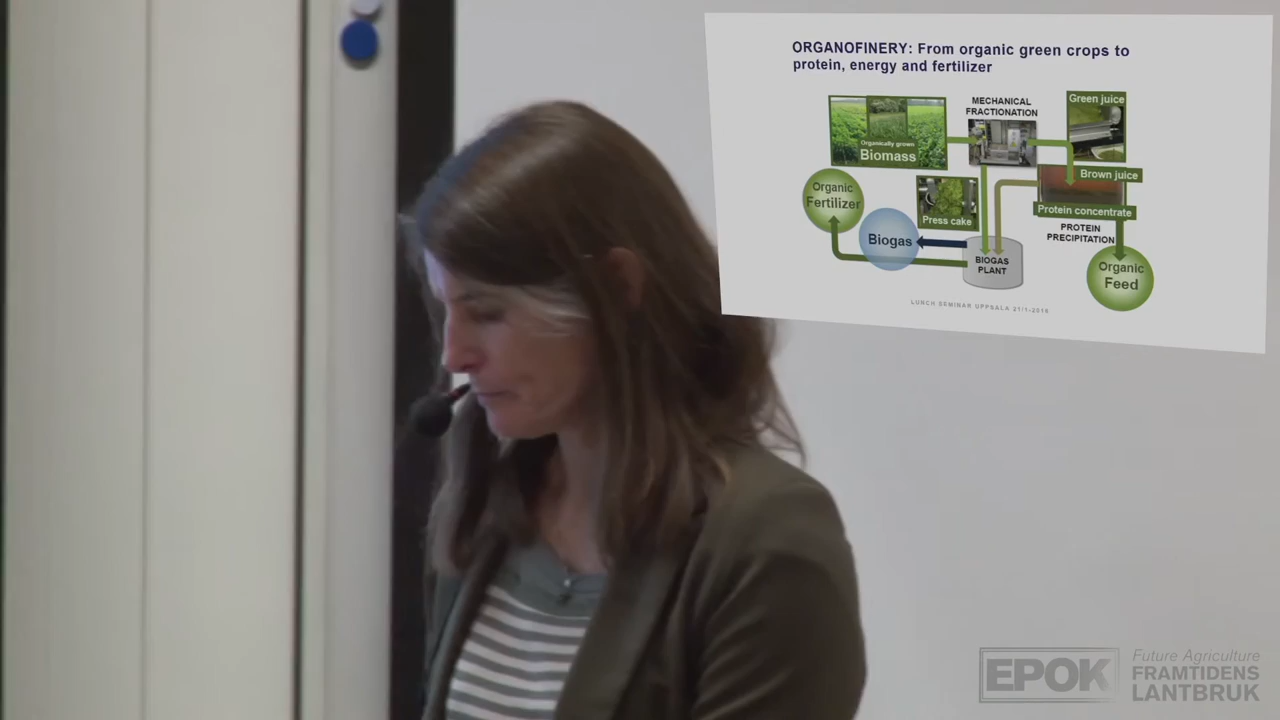 ORGANOFINERY: From organic green crops to
protein, energy and fertilizer
MECHANICAL
FRACTIONATION
Green juice
Organically grown
Biomass
Brown juice
Organic
Fertilizer
Press cake
Protein concentrate
PROTEIN
PRECIPITATION
Biogas
BIOGAS
PLANT
Organic
Feed
LUNCH SEMINAR UPPSALA 21/1-2016
EPOK
Future Agriculture
FRAMTIDENS
LANTBRUK